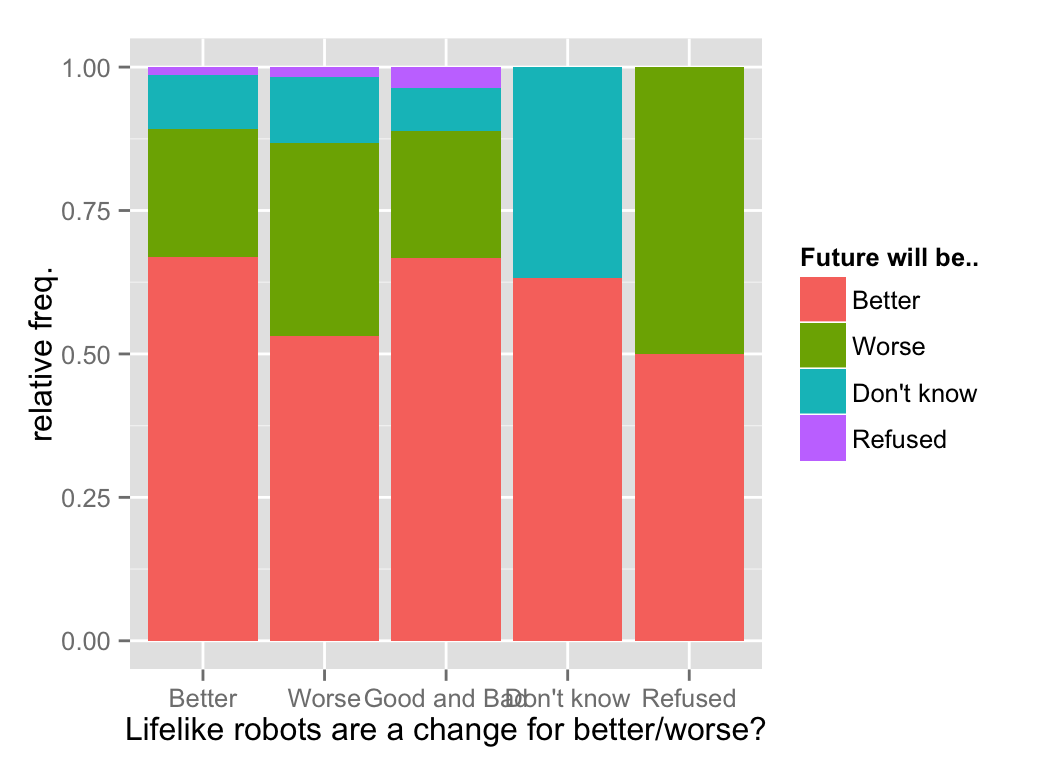 1.00
0.75
0.50
0.25
0.00
relative freq.
Better
Worse
Good and Bad
Don't know
Refused
Lifelike robots are a change for better/worse?
Future will be..
Better
Worse
Don't know
Refused